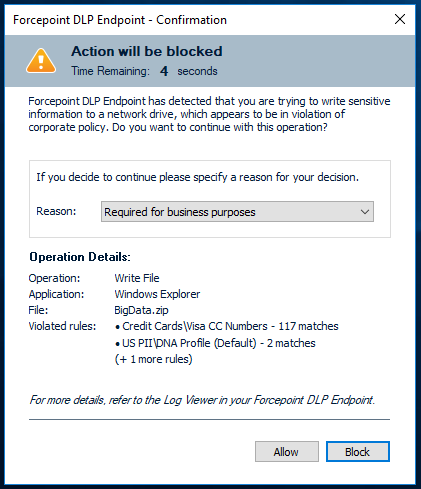 Forcepoint DLP Endpoint - Confirmation
Action will be blocked
Time Remaining: 4 seconds
Forcepoint DLP Endpoint has detected that you are trying to write sensitive
information to a network drive, which appears to be in violation of
corporate policy. Do you want to continue with this operation?
If you decide to continue please specify a reason for your decision.
Reason: Required for business purposes
Operation Details:
Operation: Write File
Application: Windows Explorer
File: BigData.zip
Violated rules: • Credit Cards\Visa CC Numbers - 117 matches
• US PII\DNA Profile (Default) - 2 matches
(+ 1 more rules)
For more details, refer to the Log Viewer in your Forcepoint DLP Endpoint.
Allow Block